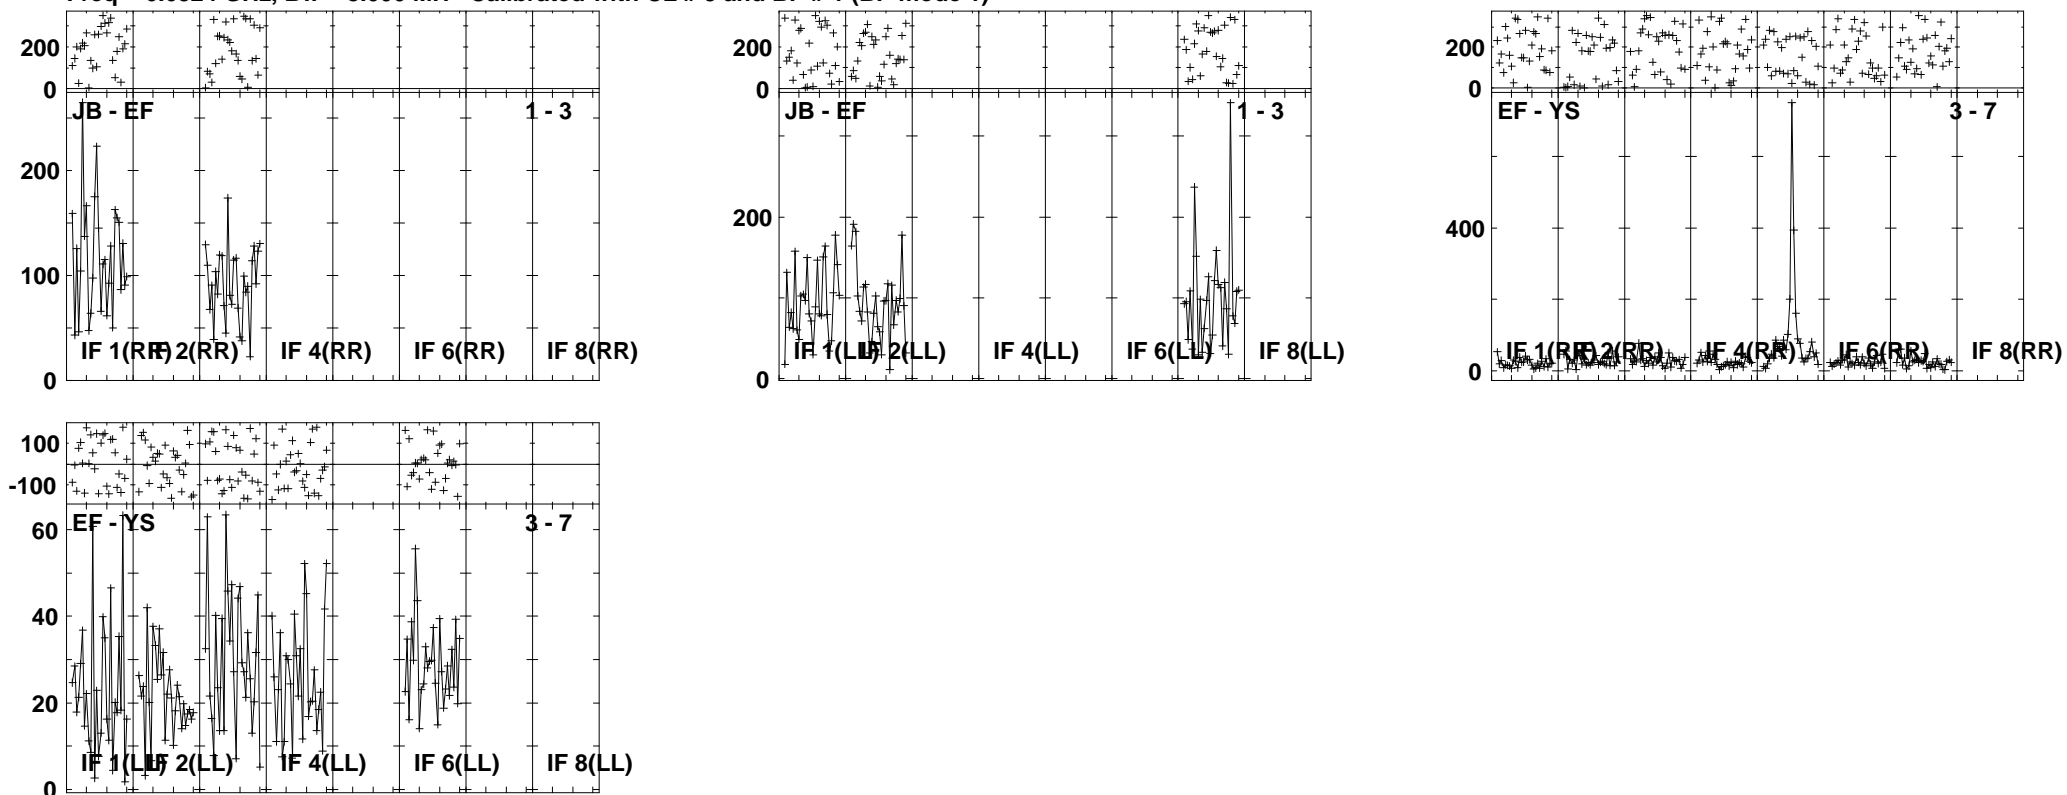 200
0
JB - EF
1 - 3
200
100
0
IF 1(RR)
IF 2(RR)
IF 4(RR)
IF 6(RR)
IF 8(RR)
200
0
JB - EF
1 - 3
200
0
IF 1(LL)
IF 2(LL)
IF 4(LL)
IF 6(LL)
IF 8(LL)
200
0
EF - YS
3 - 7
400
0
IF 1(RR)
IF 2(RR)
IF 4(RR)
IF 6(RR)
IF 8(RR)
100
-100
EF - YS
3 - 7
60
40
20
0
IF 1(LL)
IF 2(LL)
IF 4(LL)
IF 6(LL)
IF 8(LL)